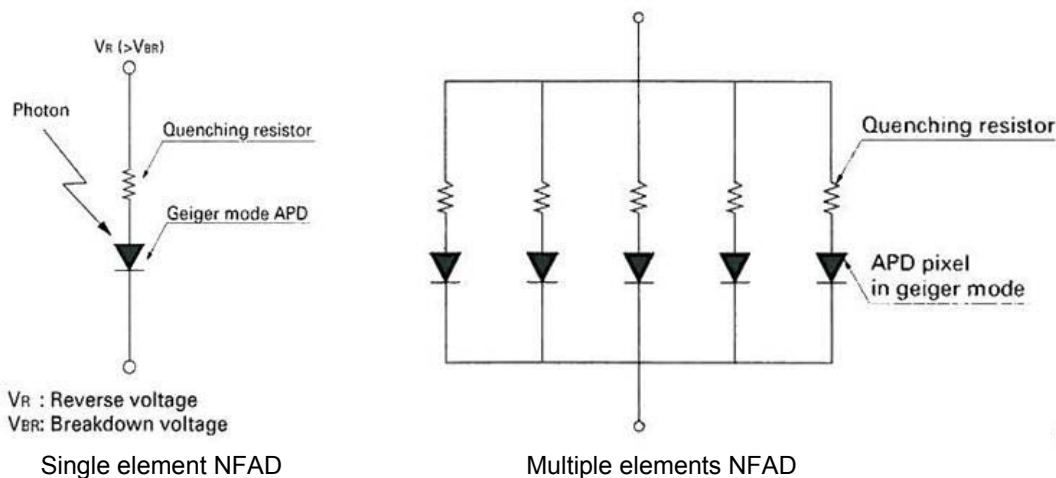 VR (>VBR)
Photon
Quenching resistor
Geiger mode APD
VR : Reverse voltage
VBR: Breakdown voltage
Single element NFAD
Quenching resistor
APD pixel
in geiger mode
Multiple elements NFAD